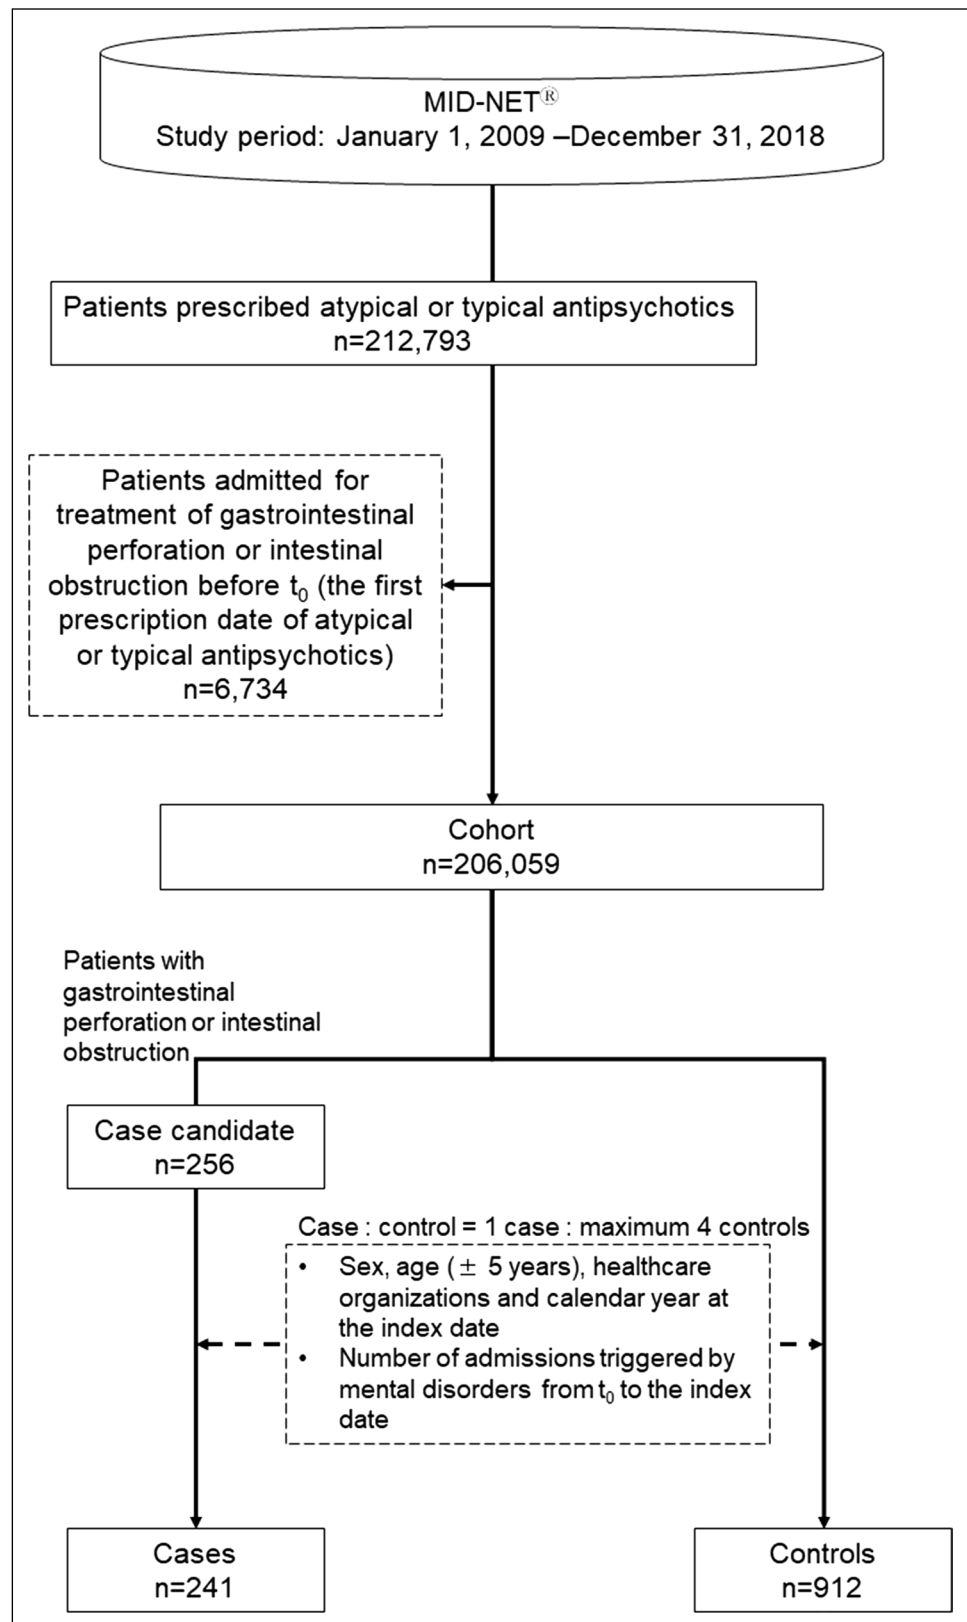 MID-NET®
Study period: January 1, 2009 –December 31, 2018
Patients prescribed atypical or typical antipsychotics
n=212,793
Patients admitted for
treatment of gastrointestinal
perforation or intestinal
obstruction before t₀ (the first
prescription date of atypical
or typical antipsychotics)
n=6,734
Cohort
n=206,059
Patients with
gastrointestinal
perforation or intestinal
obstruction
Case candidate
n=256
Case : control = 1 case : maximum 4 controls
• Sex, age (± 5 years), healthcare
organizations and calendar year at
the index date
• Number of admissions triggered by
mental disorders from t₀ to the index
date
Cases
n=241
Controls
n=912